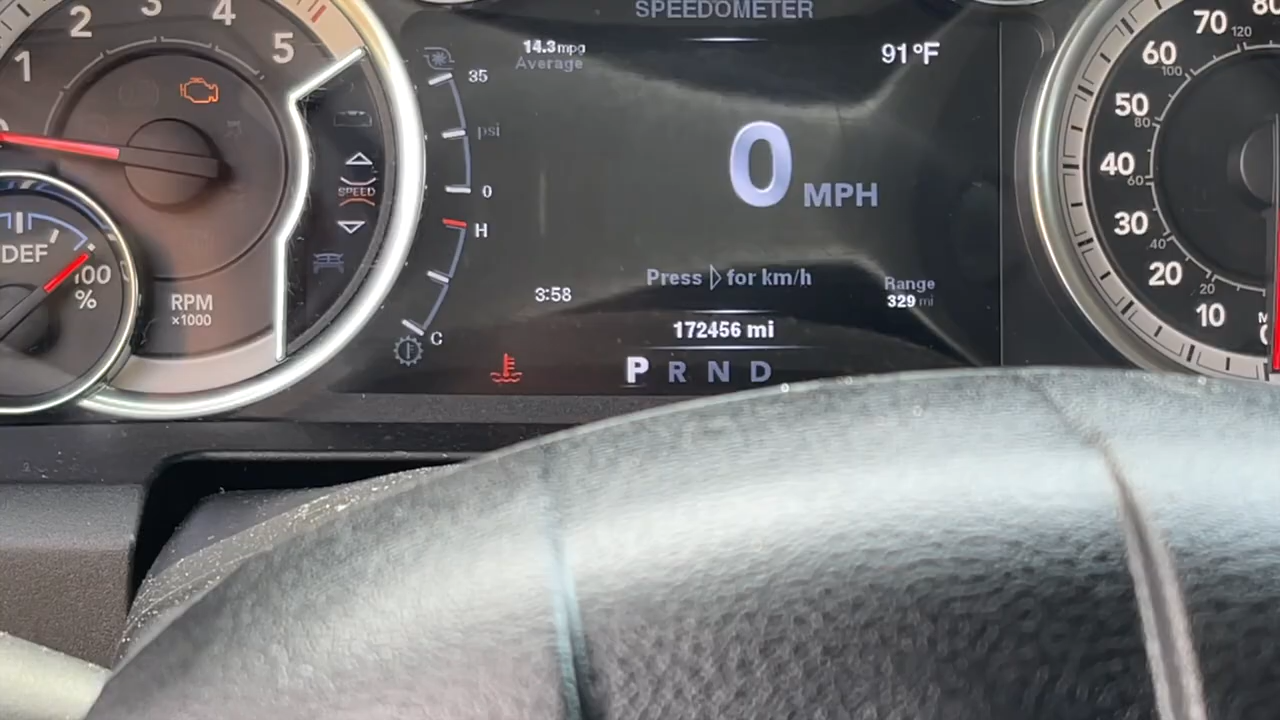 SPEEDOMETER
14.3mpg
Average
91°F
35
psi
0
H
C
0 MPH
Press ▷ for km/h
3:58
Range
329 mi
172456 mi
P R N D
1
2
3
4
5
SPEED
RPM
x1000
DEF
100
%
80
70
120
60
100
50
80
40
60
30
40
20
20
10